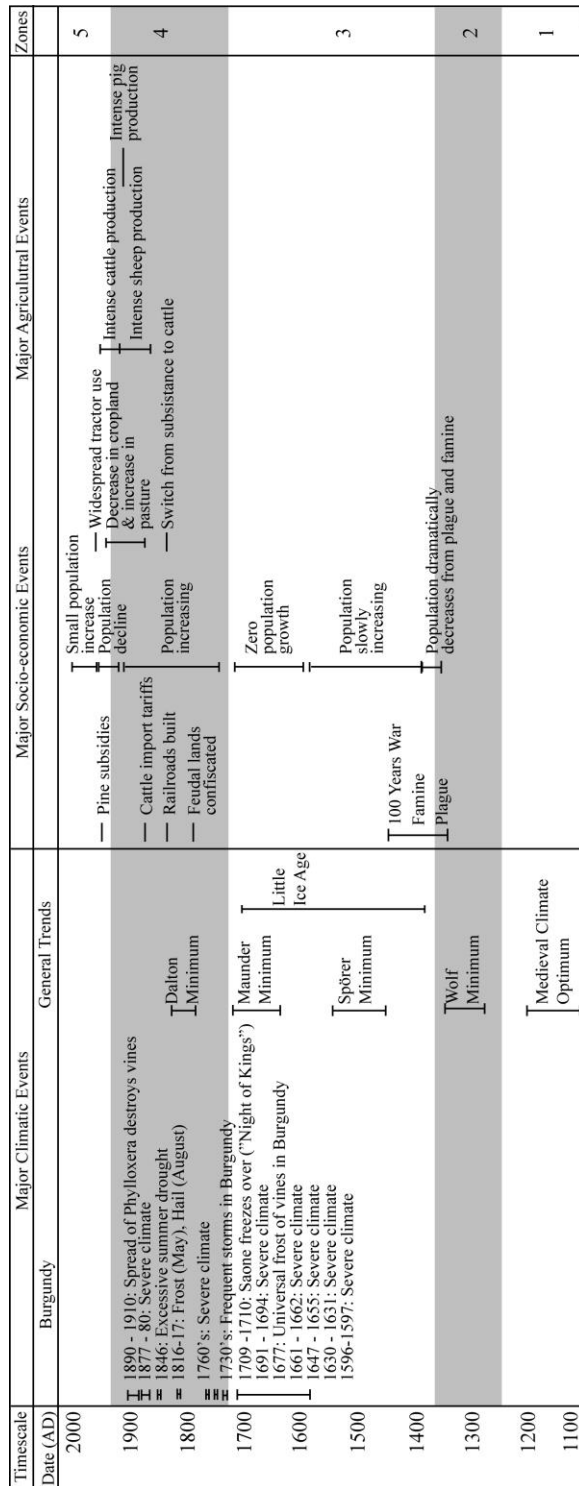 Timescale
Major Climatic Events
Major Socio-economic Events
Major Agriculutral Events
Zones
Date (AD)
Burgundy
General Trends
2000
1900
1800
1700
1600
1500
1400
1300
1200
1100
1890 - 1910: Spread of Phylloxera destroys vines
1877 - 80: Severe climate
1846: Excessive summer drought
1816-17: Frost (May), Hail (August)
1760's: Severe climate
1730's: Frequent storms in Burgundy
1709 -1710: Saone freezes over ("Night of Kings")
1691 - 1694: Severe climate
1677: Universal frost of vines in Burgundy
1661 - 1662: Severe climate
1647 - 1655: Severe climate
1630 - 1631: Severe climate
1596-1597: Severe climate
Dalton
Minimum
Maunder
Minimum
Spörer
Minimum
Wolf
Minimum
Medieval Climate
Optimum
Little
Ice Age
Pine subsidies
Cattle import tariffs
Railroads built
Feudal lands
confiscated
100 Years War
Famine
Plague
Small population
increase
Population
decline
Population
increasing
Zero
population
growth
Population
slowly
increasing
Population dramatically
decreases from plague and famine
Widespread tractor use
Decrease in cropland
& increase in
pasture
Switch from subsistance to cattle
Intense cattle production
Intense sheep production
Intense pig
production
5
4
3
2
1